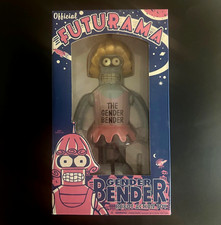 Official
FUTURAMA
THE
GENDER
BENDER
GENDER
BENDER